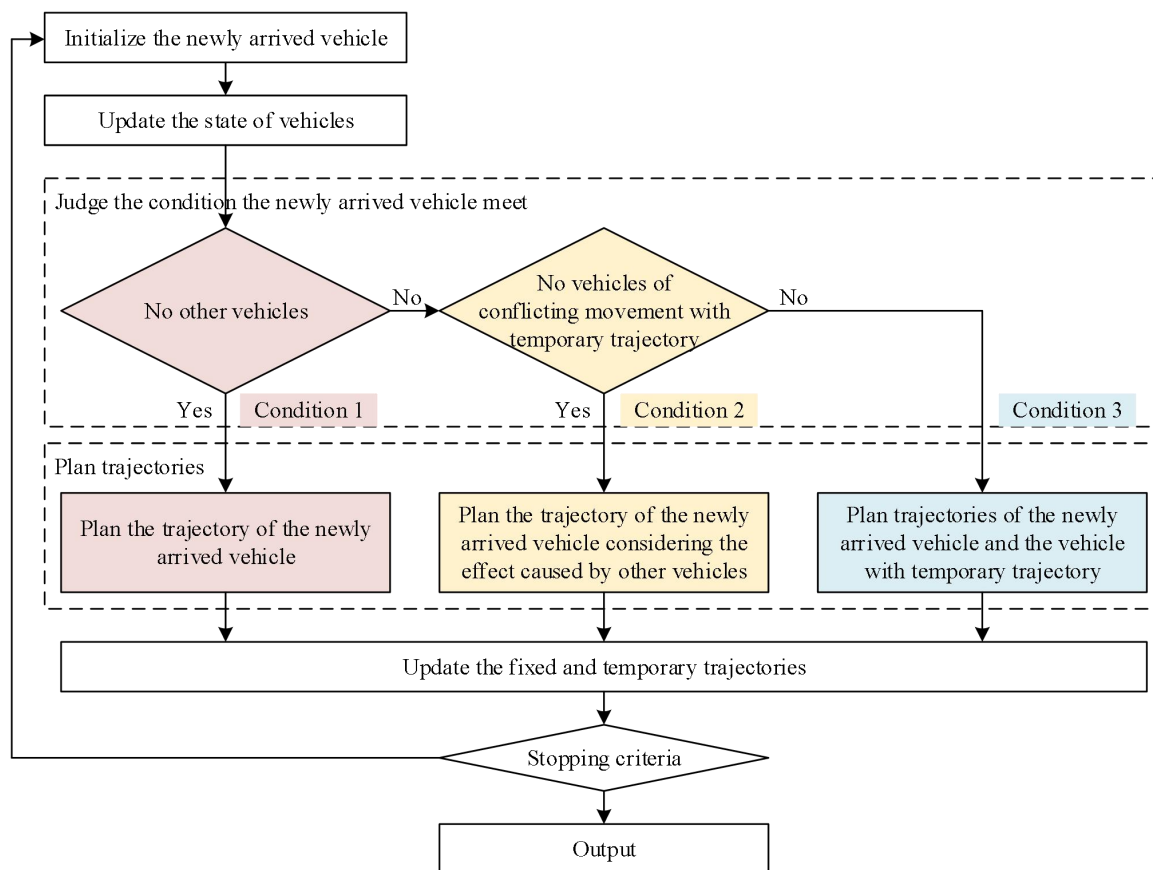 Initialize the newly arrived vehicle
Update the state of vehicles
Judge the condition the newly arrived vehicle meet
No other vehicles
No
No vehicles of
conflicting movement with
temporary trajectory
No
Yes
Condition 1
Yes
Condition 2
Condition 3
Plan trajectories
Plan the trajectory of the newly
arrived vehicle
Plan the trajectory of the newly
arrived vehicle considering the
effect caused by other vehicles
Plan trajectories of the newly
arrived vehicle and the vehicle
with temporary trajectory
Update the fixed and temporary trajectories
Stopping criteria
Output